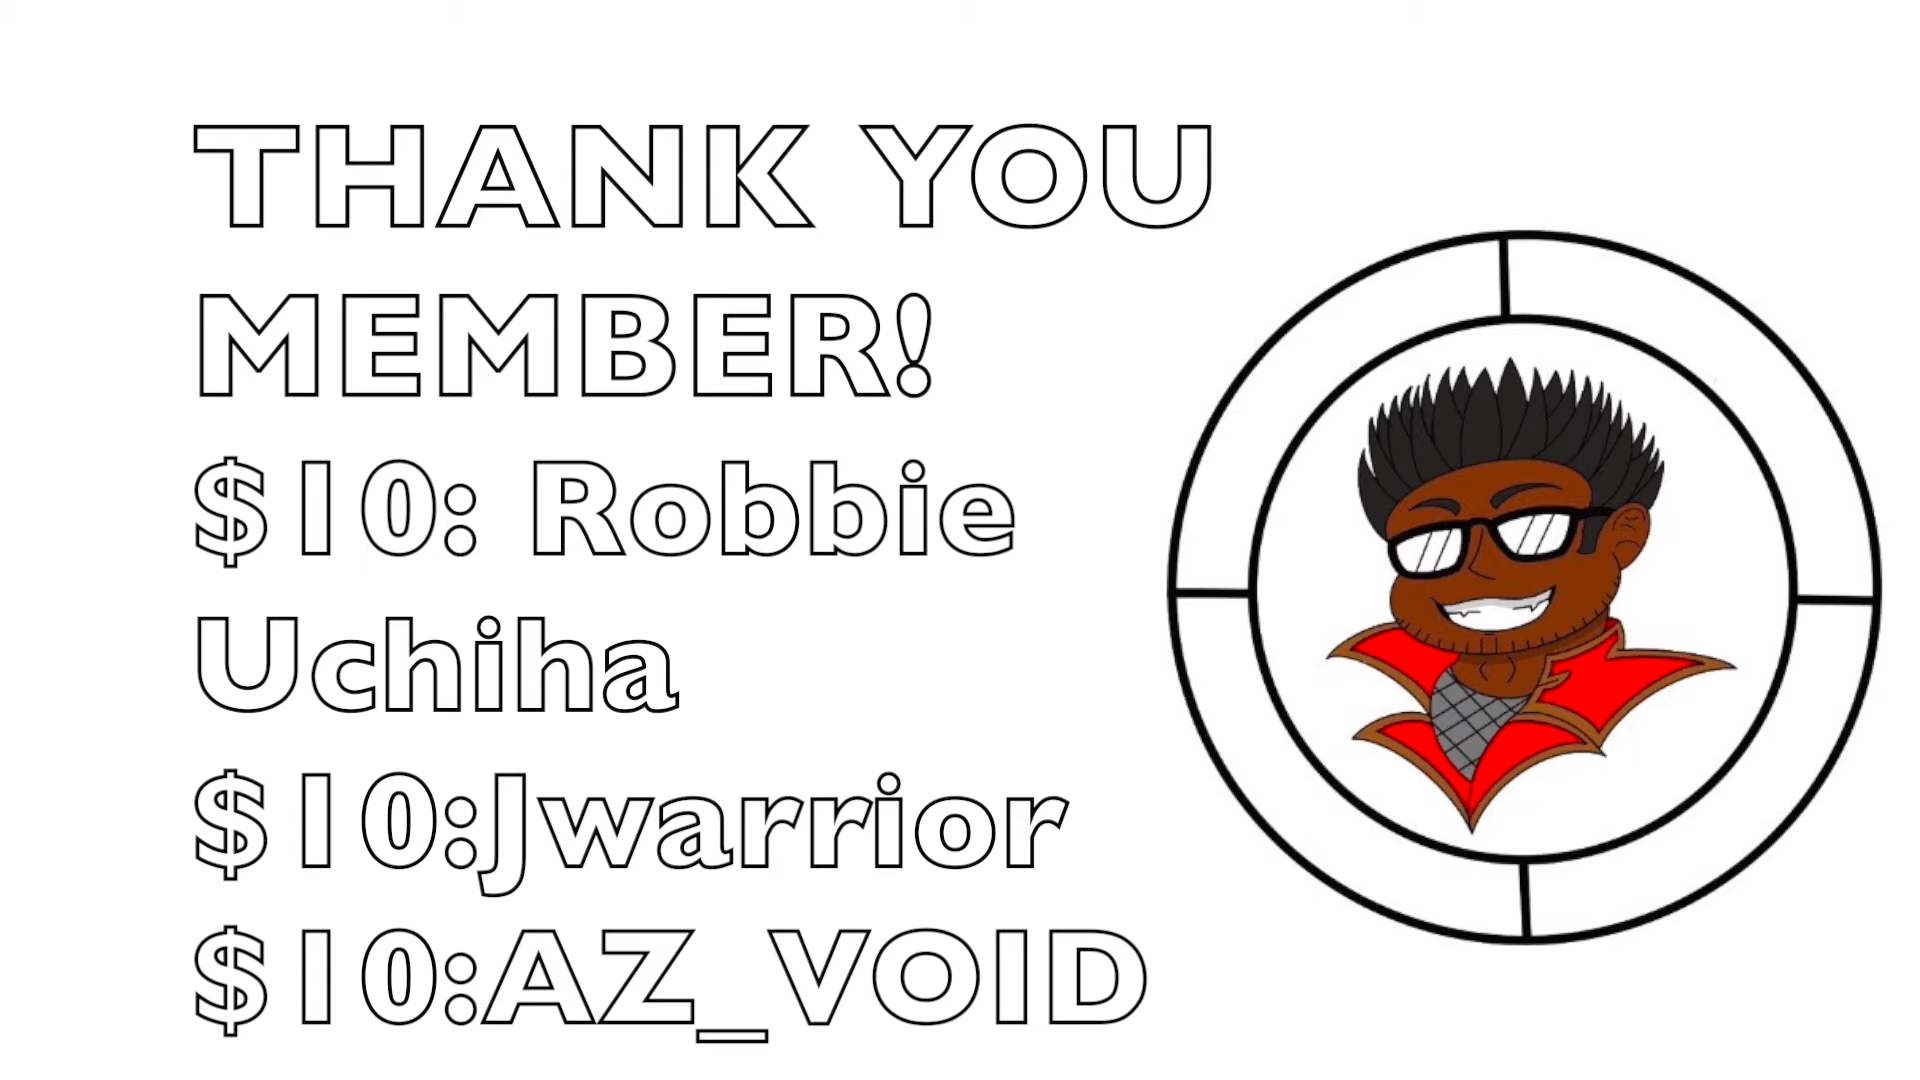 THANK YOU
MEMBER!
$10: Robbie
Uchiha
$10:Jwarrior
$10:AZ_VOID